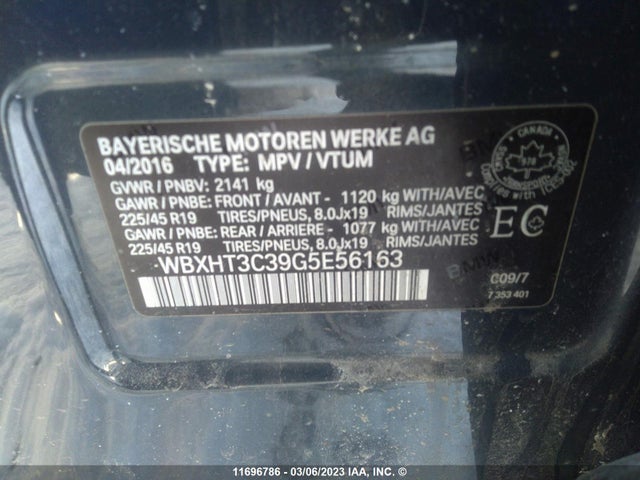 BAYERISCHE MOTOREN WERKE AG
04/2016 TYPE: MPV / VTUM
GVWR / PNBV: 2141 kg
GAWR / PNBE: FRONT / AVANT - 1120 kg WITH/AVEC
225/45 R19 TIRES/PNEUS, 8.0Jx19 RIMS/JANTES
GAWR / PNBE: REAR / ARRIERE - 1077 kg WITH/AVEC
225/45 R19 TIRES/PNEUS, 8.0Jx19 RIMS/JANTES
WBXHT3C39G5E56163
CANADA
TRANSPORT
EC
C09/7
7 353 401
11696786 - 03/06/2023 - IAA, Inc.®